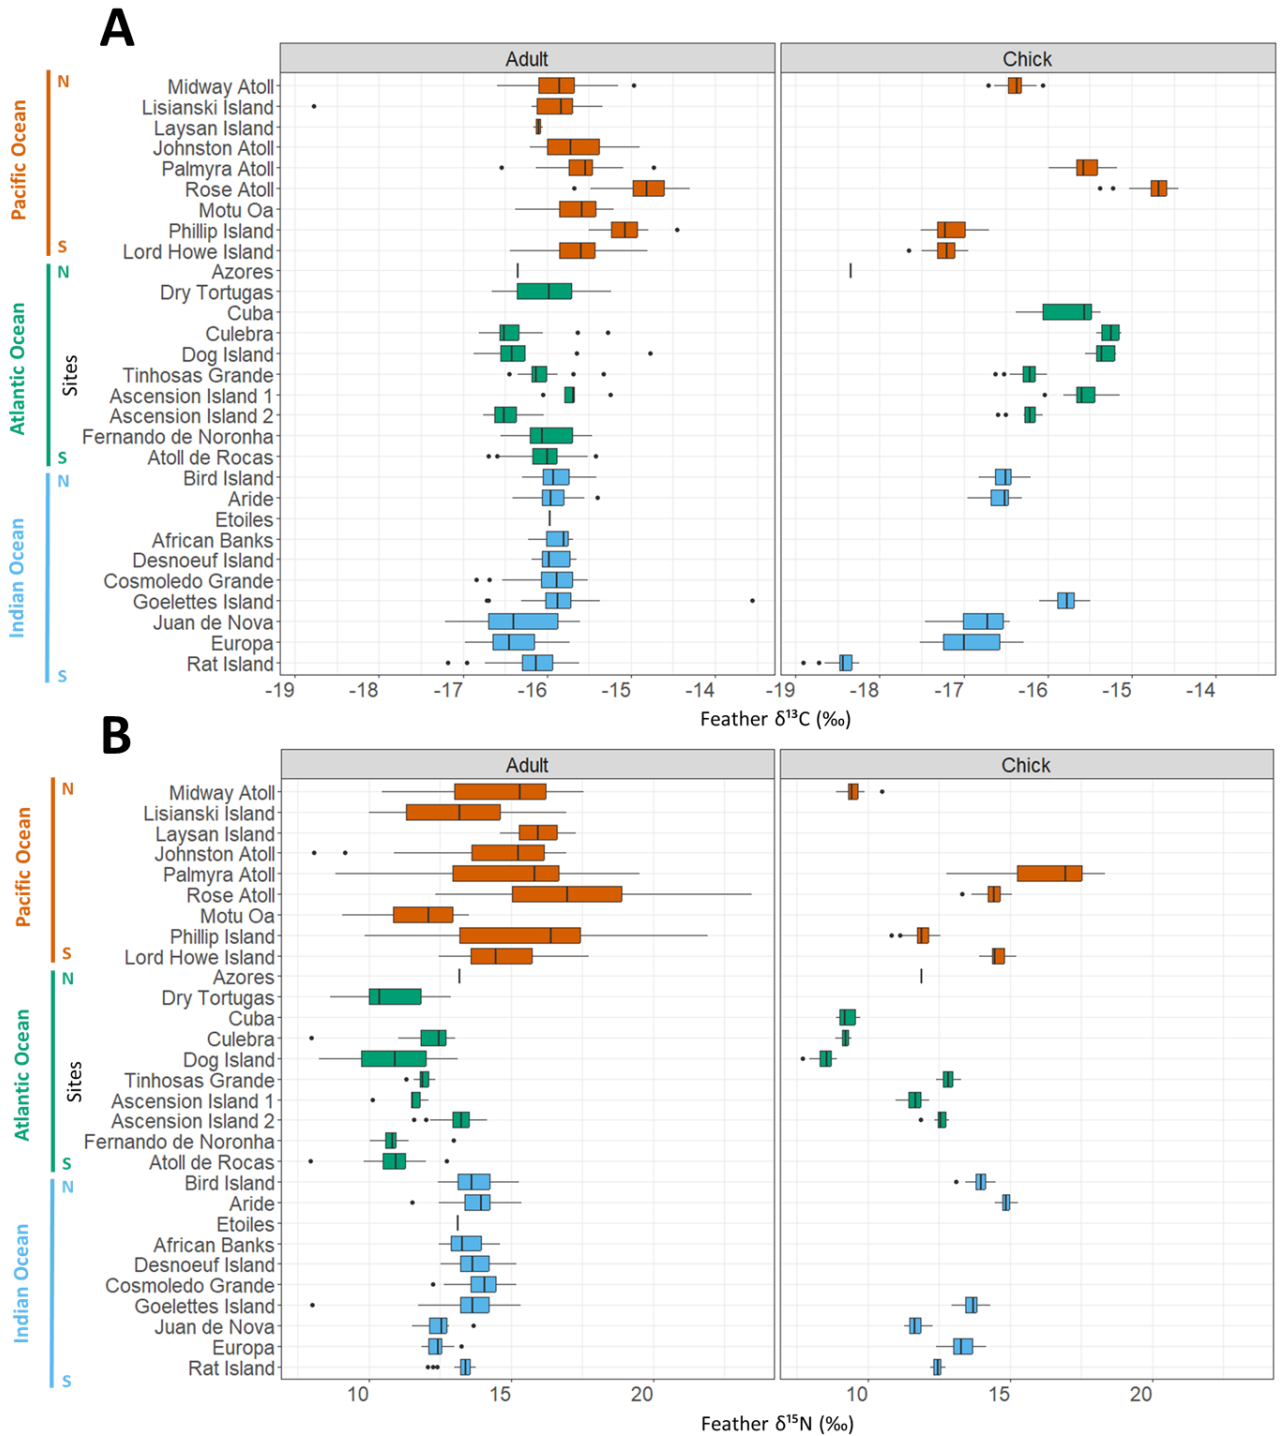 A
Adult
Chick
Pacific Ocean
N
S
Atlantic Ocean
N
S
Indian Ocean
N
S
Sites
Midway Atoll
Lisianski Island
Laysan Island
Johnston Atoll
Palmyra Atoll
Rose Atoll
Motu Oa
Phillip Island
Lord Howe Island
Azores
Dry Tortugas
Cuba
Culebra
Dog Island
Tinhosas Grande
Ascension Island 1
Ascension Island 2
Fernando de Noronha
Atoll de Rocas
Bird Island
Aride
Etoiles
African Banks
Desnoeuf Island
Cosmoledo Grande
Goelettes Island
Juan de Nova
Europa
Rat Island
-19 -18 -17 -16 -15 -14
-19 -18 -17 -16 -15 -14
Feather δ¹³C (‰)
B
Adult
Chick
Pacific Ocean
N
S
Atlantic Ocean
N
S
Indian Ocean
N
S
Sites
Midway Atoll
Lisianski Island
Laysan Island
Johnston Atoll
Palmyra Atoll
Rose Atoll
Motu Oa
Phillip Island
Lord Howe Island
Azores
Dry Tortugas
Cuba
Culebra
Dog Island
Tinhosas Grande
Ascension Island 1
Ascension Island 2
Fernando de Noronha
Atoll de Rocas
Bird Island
Aride
Etoiles
African Banks
Desnoeuf Island
Cosmoledo Grande
Goelettes Island
Juan de Nova
Europa
Rat Island
10 15 20
10 15 20
Feather δ¹⁵N (‰)